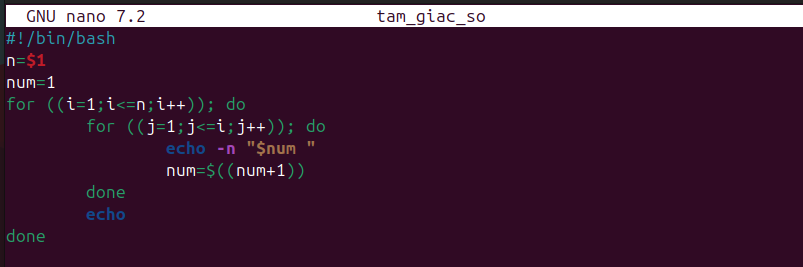 GNU nano 7.2 tam_giac_so
#!/bin/bash
n=$1
num=1
for ((i=1;i<=n;i++)); do
        for ((j=1;j<=i;j++)); do
                echo -n "$num "
                num=$((num+1))
        done
        echo
done